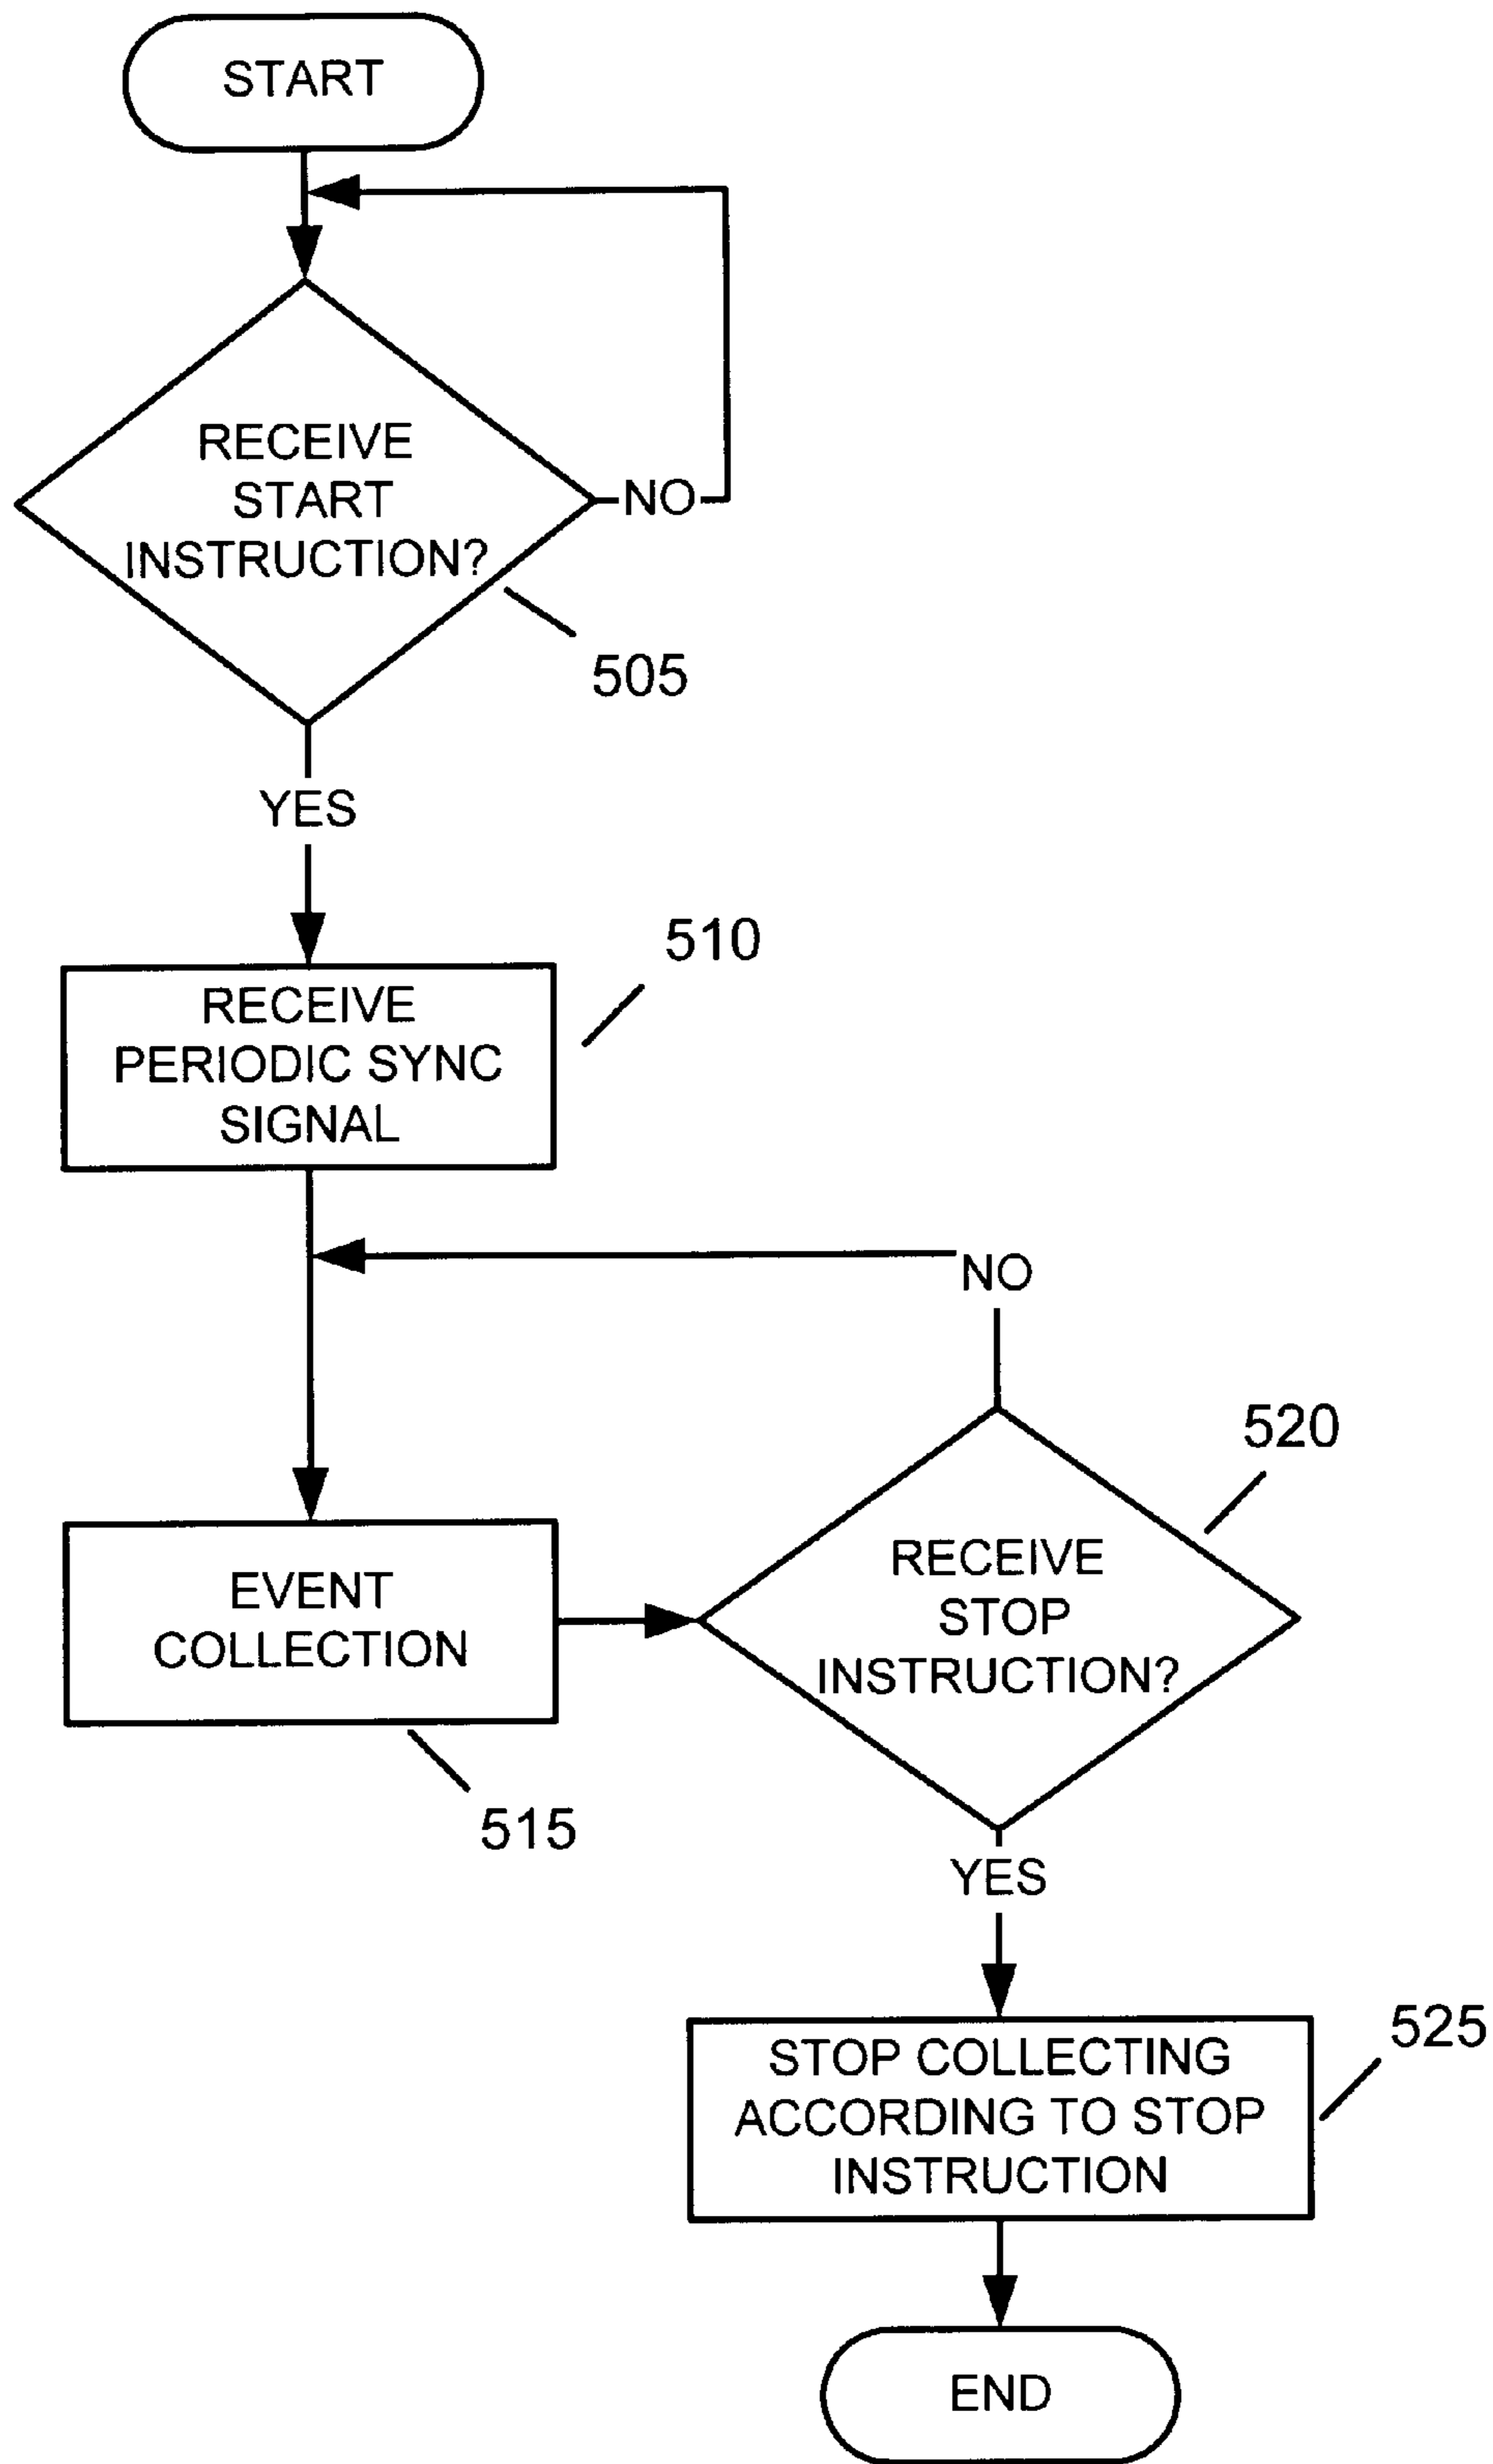 START
RECEIVE
START
INSTRUCTION?
NO
505
YES
510
RECEIVE
PERIODIC SYNC
SIGNAL
NO
520
RECEIVE
STOP
INSTRUCTION?
EVENT
COLLECTION
515
YES
525
STOP COLLECTING
ACCORDING TO STOP
INSTRUCTION
END